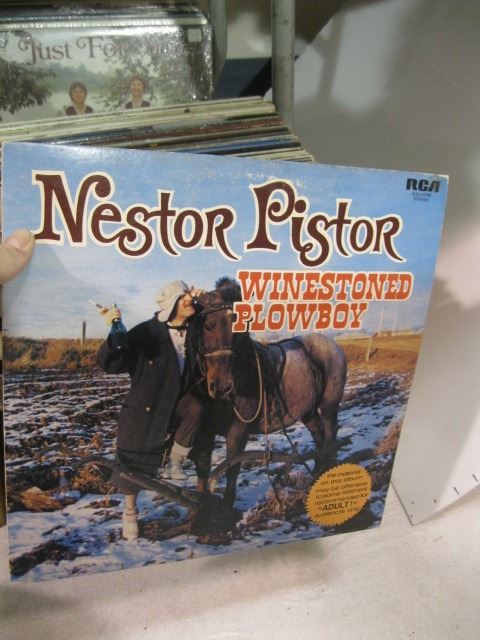 Just For
Nestor Pistor
RCA
STEREO
WINESTONED
PLOWBOY
the material
on this album
may be offensive
to some listeners
recommended for
"ADULT!"
audiences only